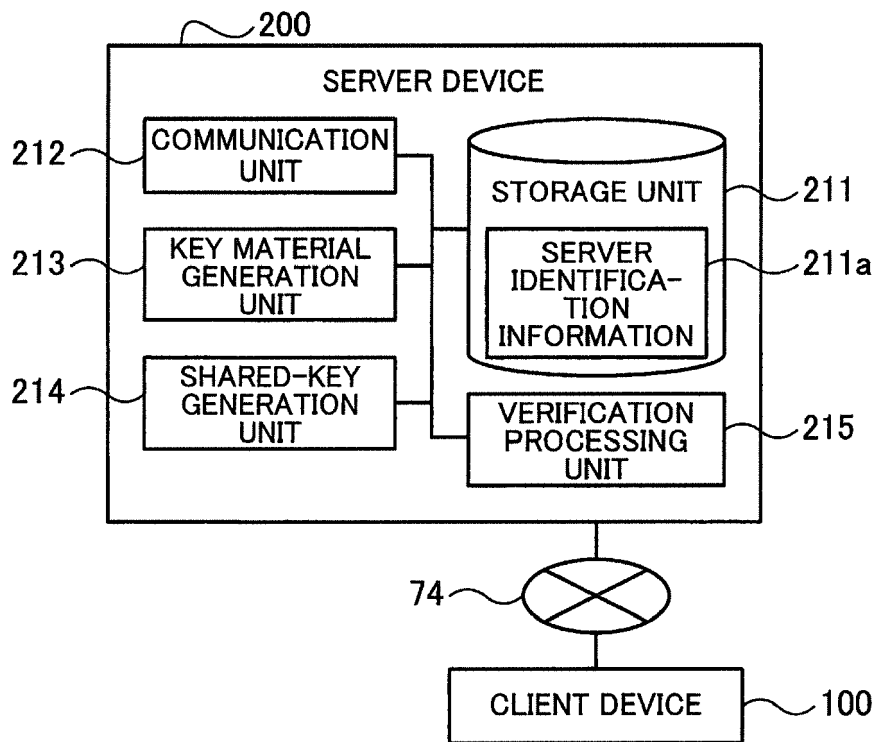 200
SERVER DEVICE
212
COMMUNICATION
UNIT
STORAGE UNIT
211
213
KEY MATERIAL
GENERATION
UNIT
SERVER
IDENTIFICA-
TION
INFORMATION
211a
214
SHARED-KEY
GENERATION
UNIT
VERIFICATION
PROCESSING
UNIT
215
74
CLIENT DEVICE
100